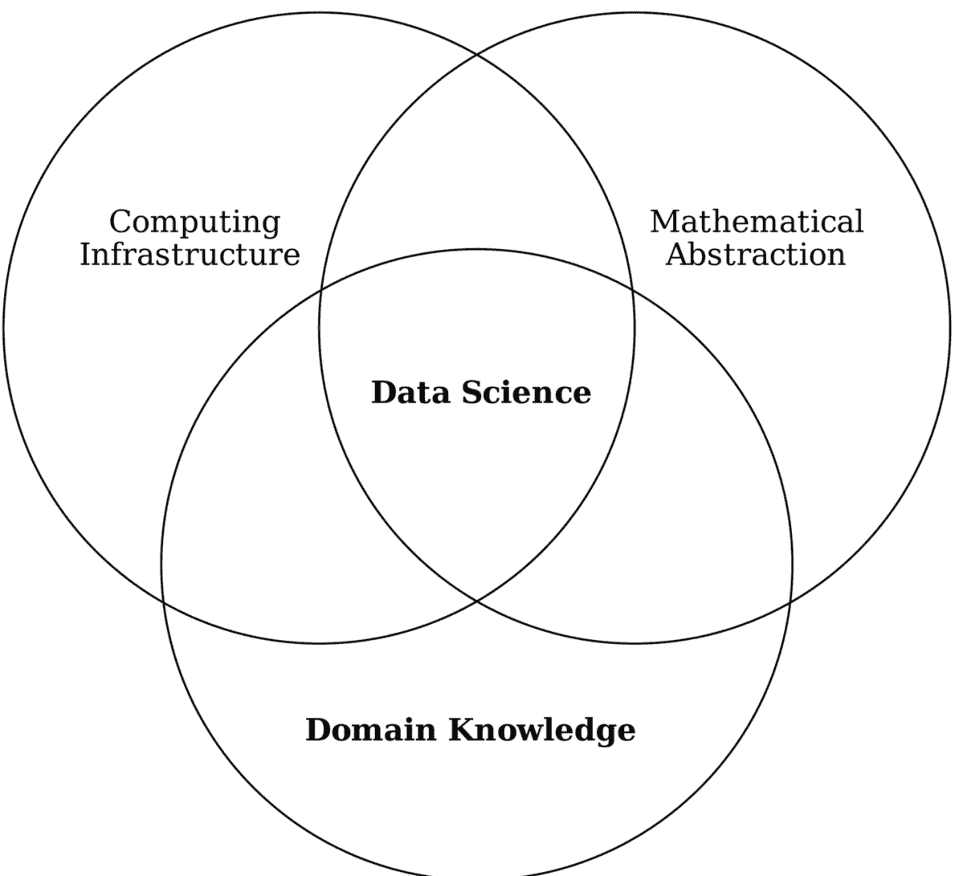 Computing
Infrastructure
Mathematical
Abstraction
Data Science
Domain Knowledge